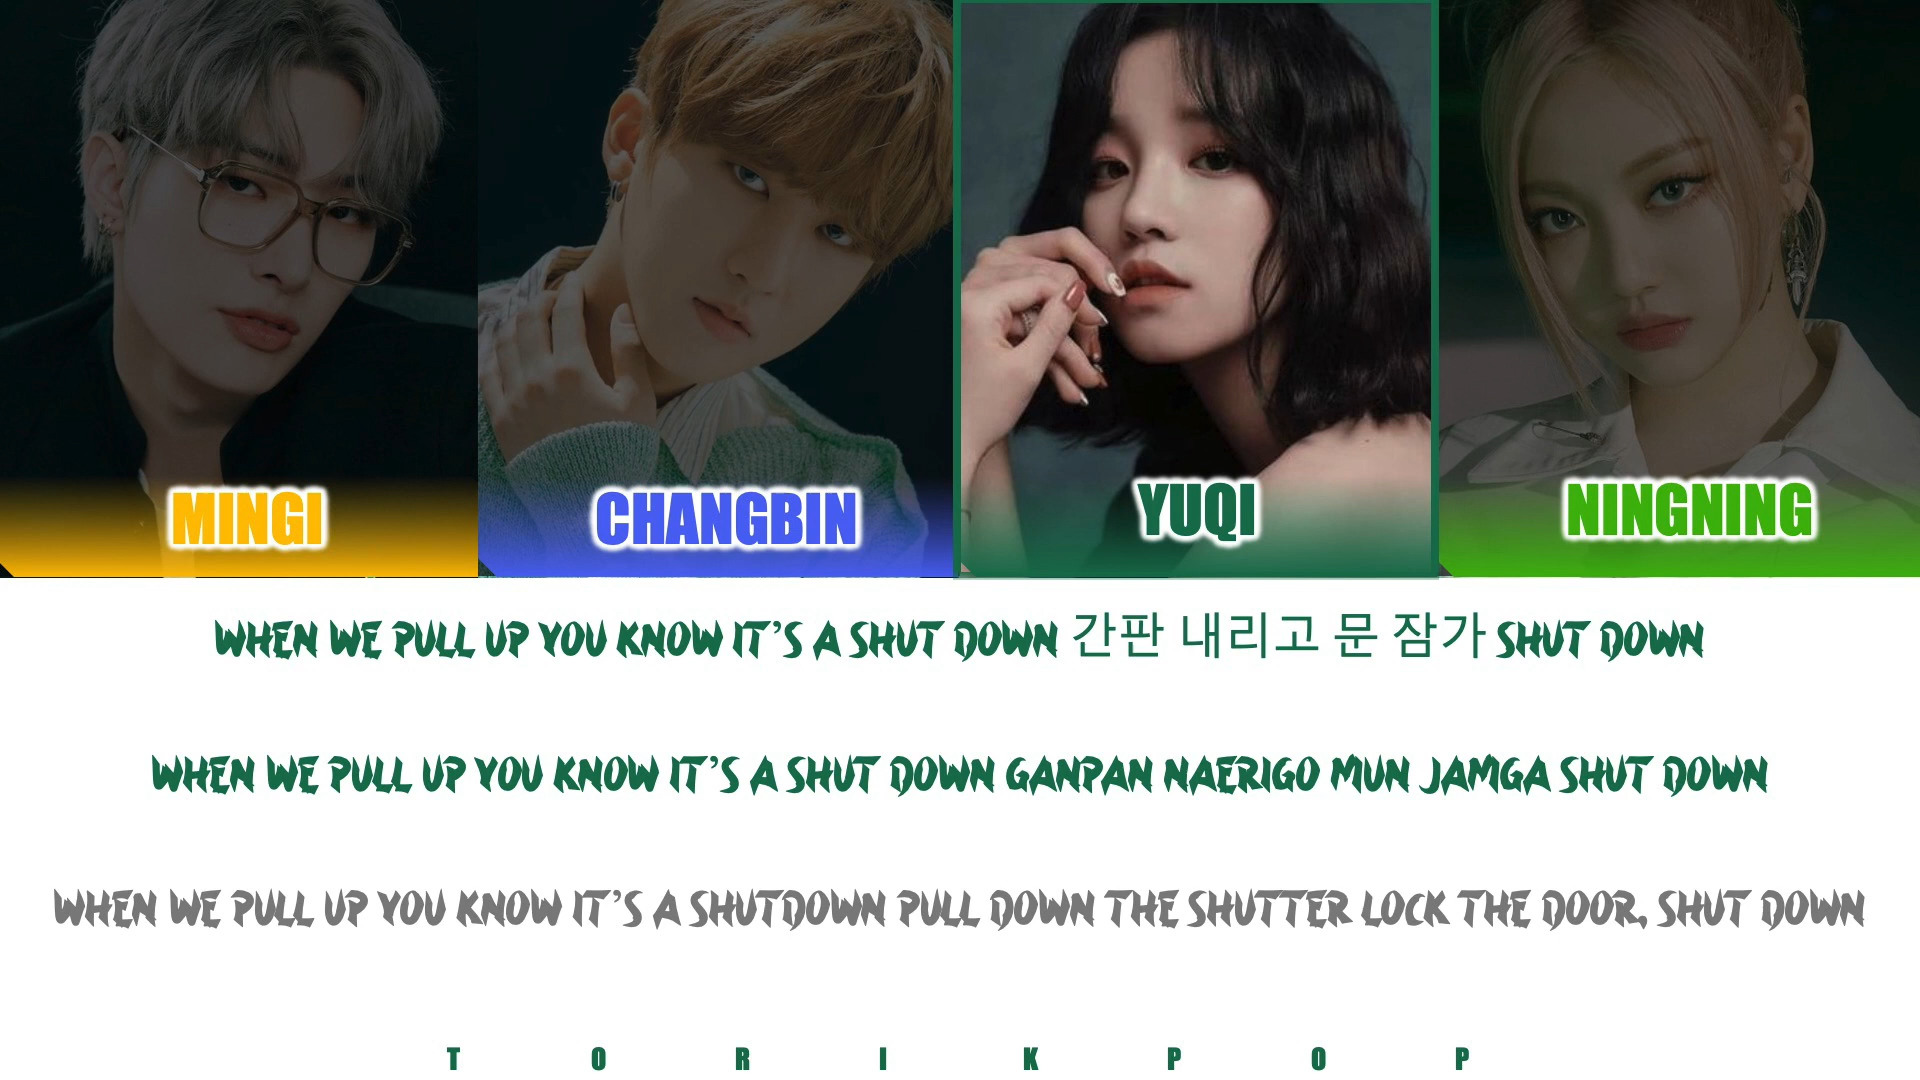 MINGI
CHANGBIN
YUQI
NINGNING
WHEN WE PULL UP YOU KNOW IT'S A SHUT DOWN 간판 내리고 문 잠가 SHUT DOWN
WHEN WE PULL UP YOU KNOW IT'S A SHUT DOWN GANPAN NAERIGO MUN JAMGA SHUT DOWN
WHEN WE PULL UP YOU KNOW IT'S A SHUTDOWN PULL DOWN THE SHUTTER LOCK THE DOOR, SHUT DOWN
T O R I K P O P